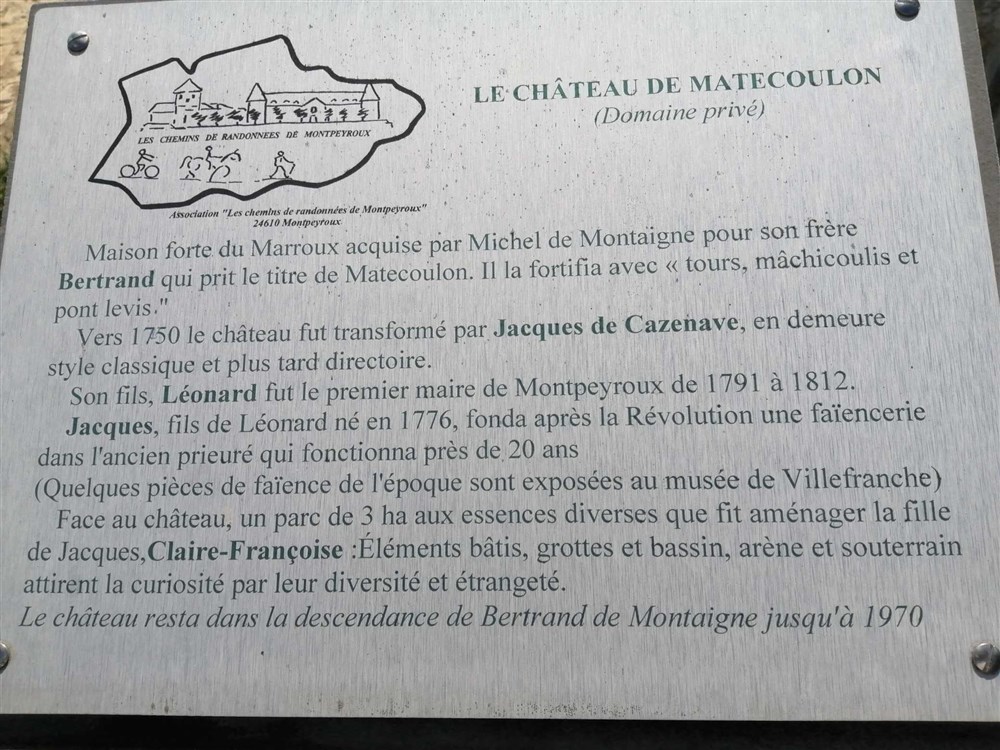 LES CHEMINS DE RANDONNEES DE MONTPEYROUX
Association "Les chemins de randonnées de Montpeyroux"
24610 Montpeyroux
LE CHÂTEAU DE MATECOULON
(Domaine privé)
Maison forte du Marroux acquise par Michel de Montaigne pour son frère
Bertrand qui prit le titre de Matecoulon. Il la fortifia avec « tours, mâchicoulis et
pont levis."
Vers 1750 le château fut transformé par Jacques de Cazenave, en demeure
style classique et plus tard directoire.
Son fils, Léonard fut le premier maire de Montpeyroux de 1791 à 1812.
Jacques, fils de Léonard né en 1776, fonda après la Révolution une faïencerie
dans l'ancien prieuré qui fonctionna près de 20 ans
(Quelques pièces de faïence de l'époque sont exposées au musée de Villefranche)
Face au château, un parc de 3 ha aux essences diverses que fit aménager la fille
de Jacques,Claire-Françoise :Éléments bâtis, grottes et bassin, arène et souterrain
attirent la curiosité par leur diversité et étrangeté.
Le château resta dans la descendance de Bertrand de Montaigne jusqu'à 1970